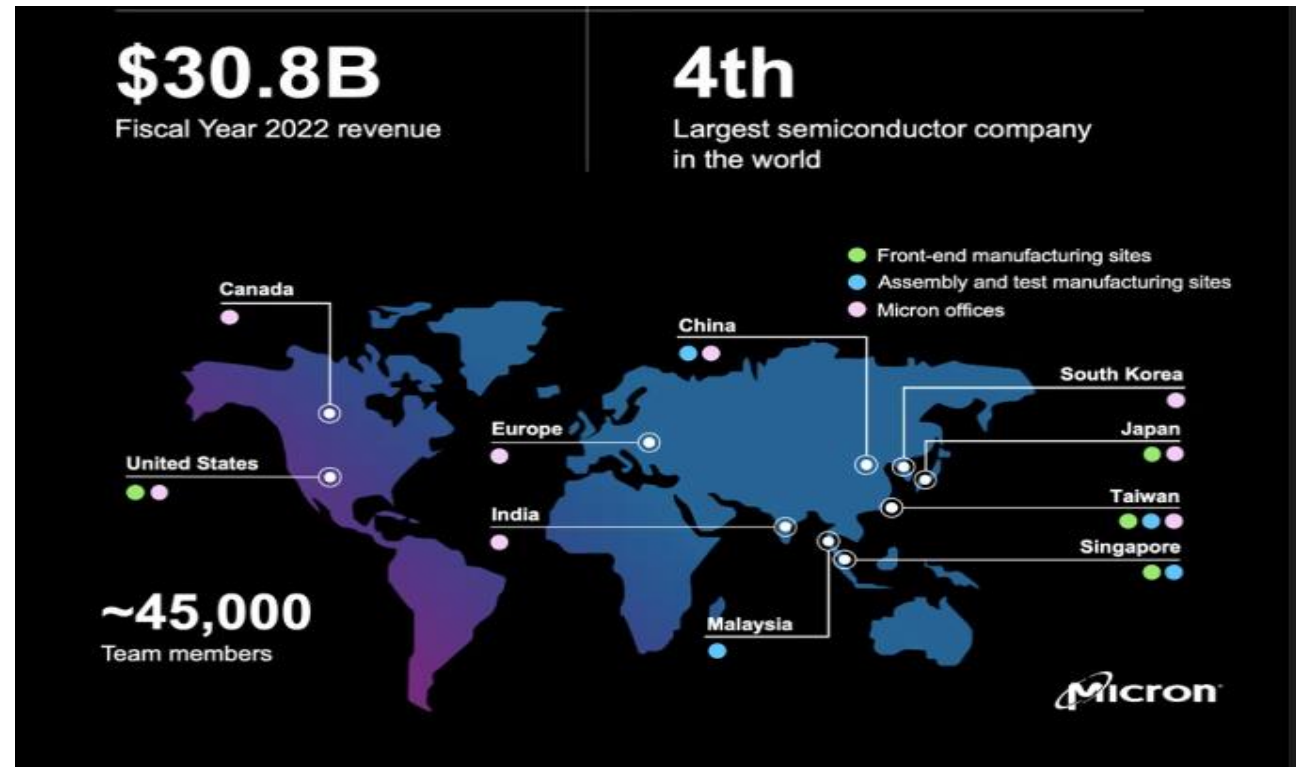 $30.8B
Fiscal Year 2022 revenue
4th
Largest semiconductor company
in the world
Front-end manufacturing sites
Assembly and test manufacturing sites
Micron offices
Canada
China
South Korea
Europe
Japan
United States
Taiwan
India
Singapore
~45,000
Team members
Malaysia
Micron